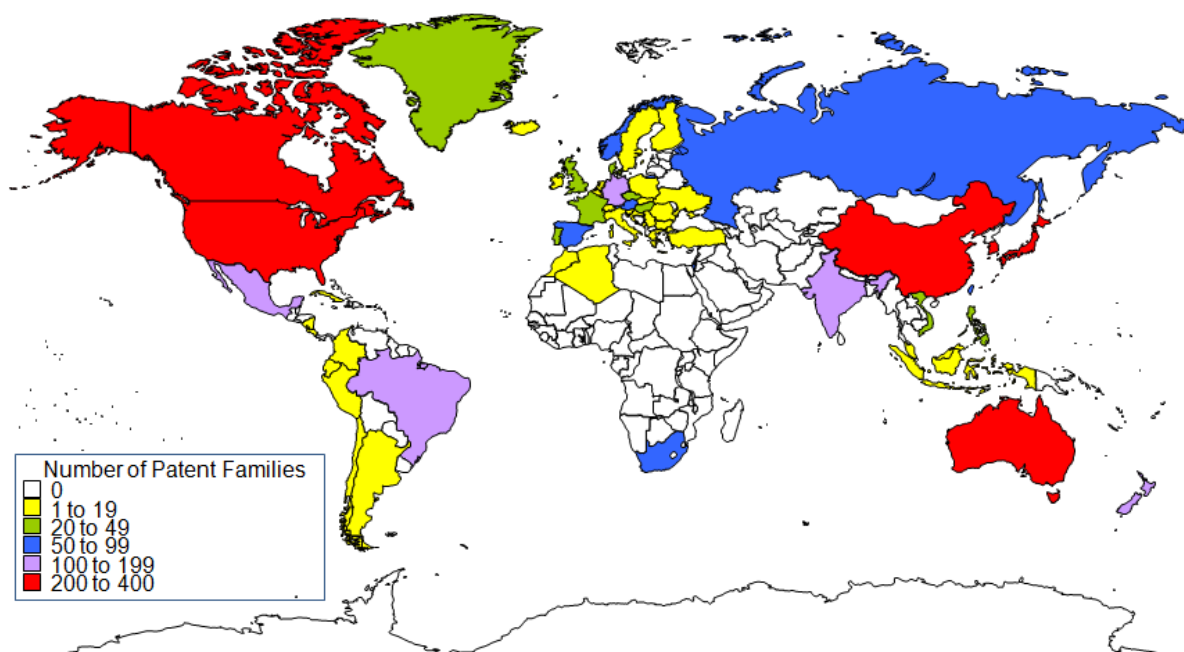 Number of Patent Families
0
1 to 19
20 to 49
50 to 99
100 to 199
200 to 400